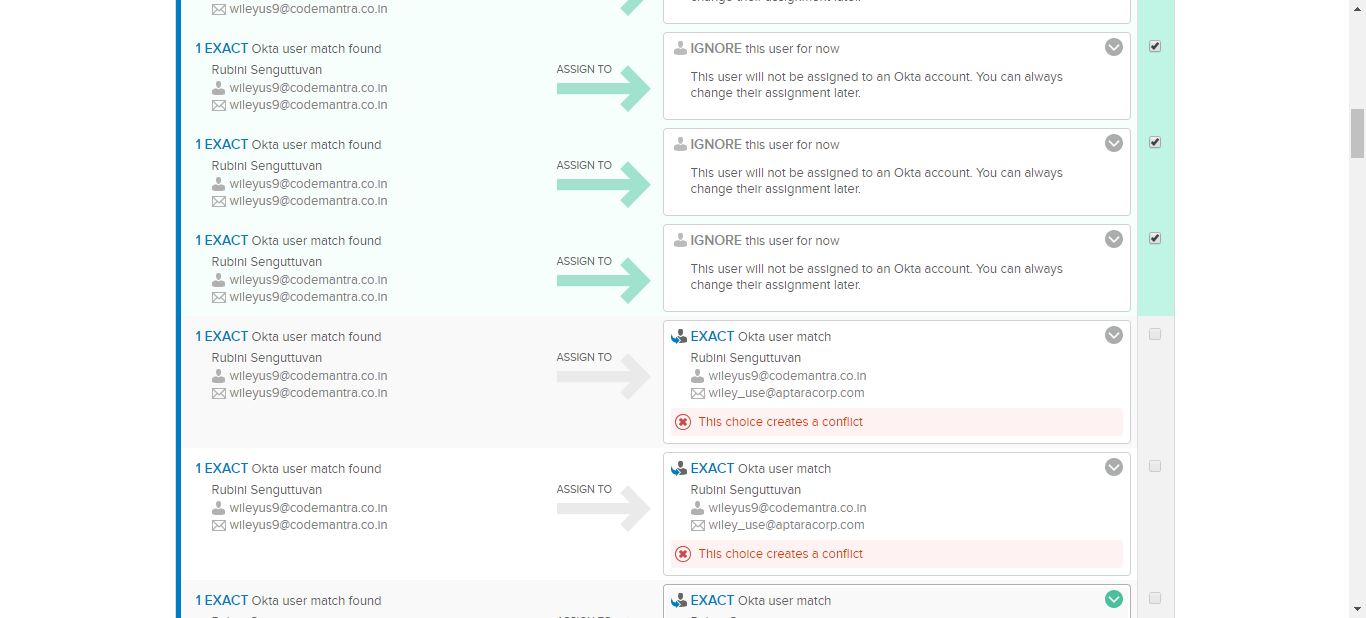 wileyus9@codemantra.co.in
change their assignment later.
1 EXACT Okta user match found
Rubini Senguttuvan
wileyus9@codemantra.co.in
wileyus9@codemantra.co.in
ASSIGN TO
IGNORE this user for now
This user will not be assigned to an Okta account. You can always
change their assignment later.
1 EXACT Okta user match found
Rubini Senguttuvan
wileyus9@codemantra.co.in
wileyus9@codemantra.co.in
ASSIGN TO
IGNORE this user for now
This user will not be assigned to an Okta account. You can always
change their assignment later.
1 EXACT Okta user match found
Rubini Senguttuvan
wileyus9@codemantra.co.in
wileyus9@codemantra.co.in
ASSIGN TO
IGNORE this user for now
This user will not be assigned to an Okta account. You can always
change their assignment later.
1 EXACT Okta user match found
Rubini Senguttuvan
wileyus9@codemantra.co.in
wileyus9@codemantra.co.in
ASSIGN TO
EXACT Okta user match
Rubini Senguttuvan
wileyus9@codemantra.co.in
wiley_use@aptaracorp.com
This choice creates a conflict
1 EXACT Okta user match found
Rubini Senguttuvan
wileyus9@codemantra.co.in
wileyus9@codemantra.co.in
ASSIGN TO
EXACT Okta user match
Rubini Senguttuvan
wileyus9@codemantra.co.in
wiley_use@aptaracorp.com
This choice creates a conflict
1 EXACT Okta user match found
EXACT Okta user match